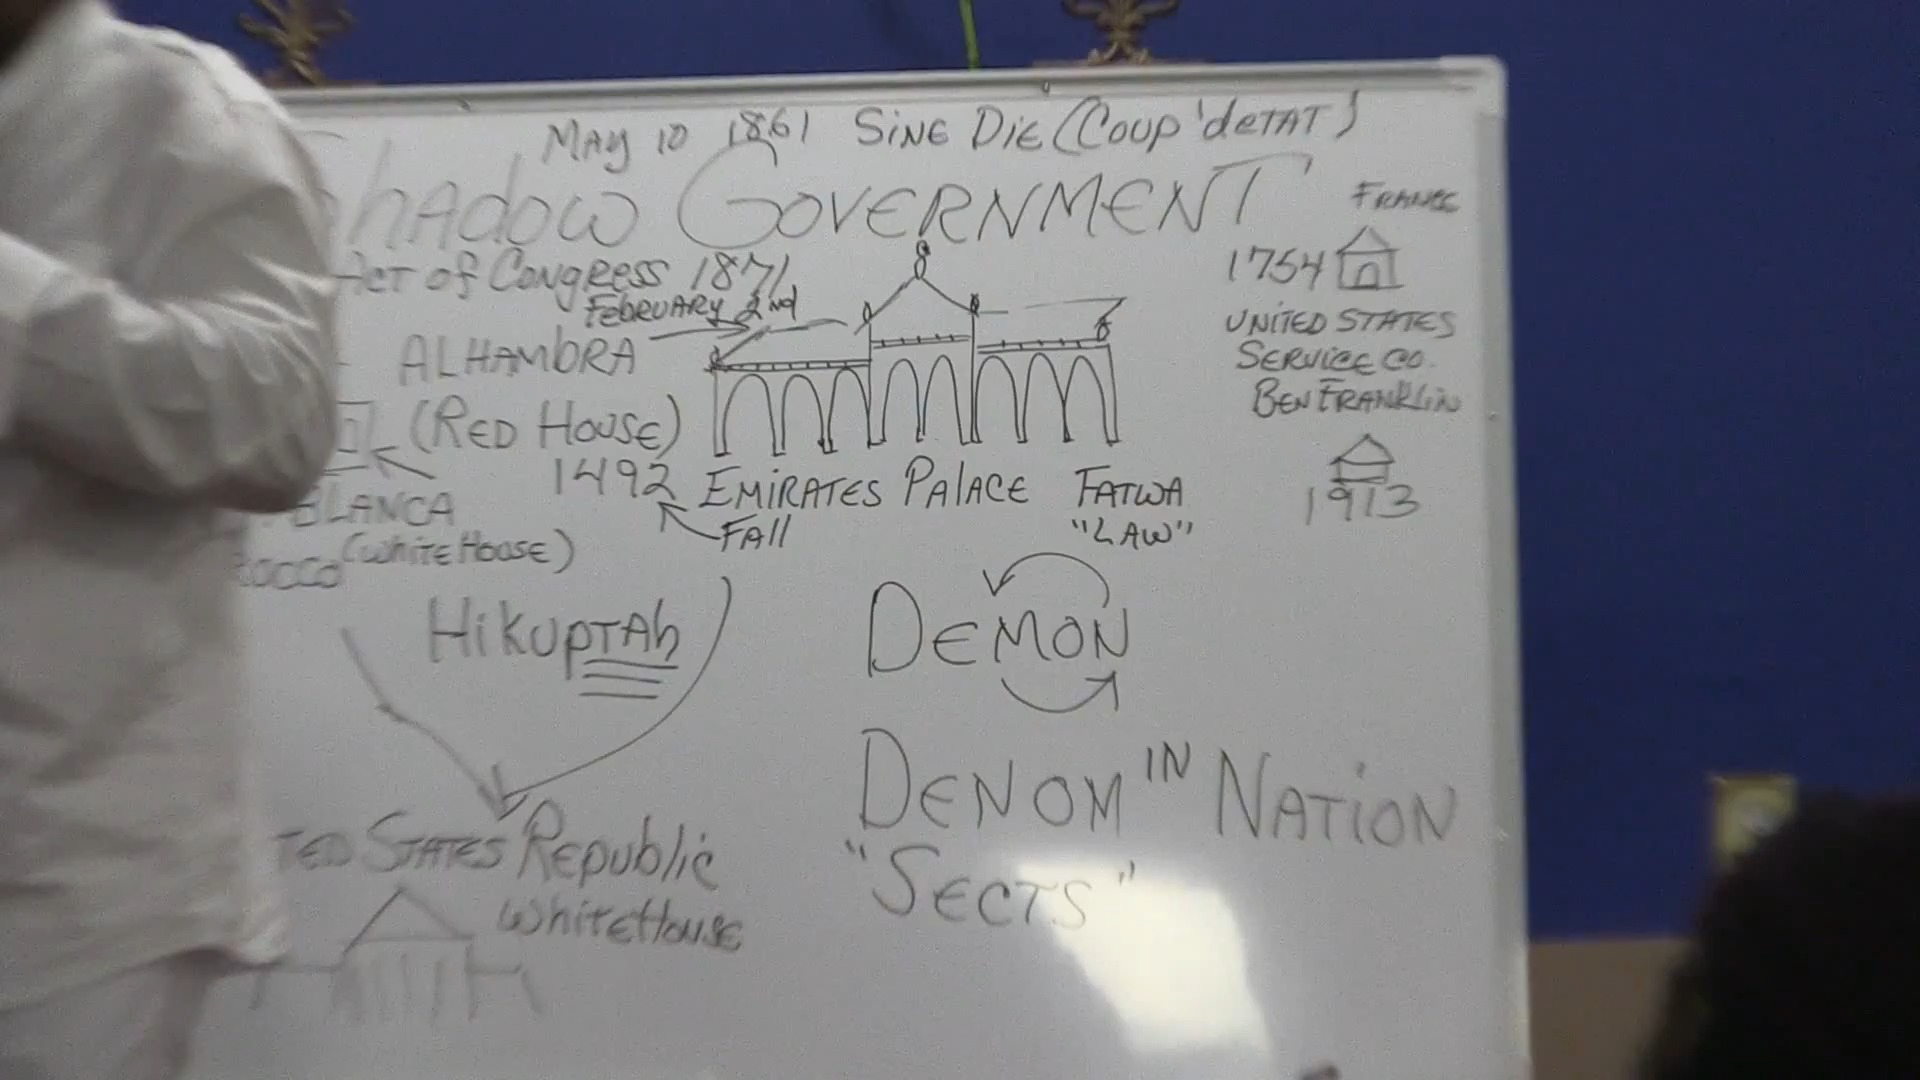 MAY 10 1861 SINE DIE (COUP 'dETAT)
ShADOW GOVERNMENT
ACT OF CONGRESS 1871
FEBRUARY 2nd
ALHAMBRA
(RED HOUSE)
1492
FALL
BLANCA
(WHITE HOUSE)
EMIRATES PALACE
FATWA
"LAW"
FRANCE
1754
UNITED STATES
SERVICE CO.
BEN FRANKLIN
1913
HIKUPTAh
DEMON
DENOM IN NATION
"SECTS"
TED STATES REPUBLIC
WHITEHOUSE